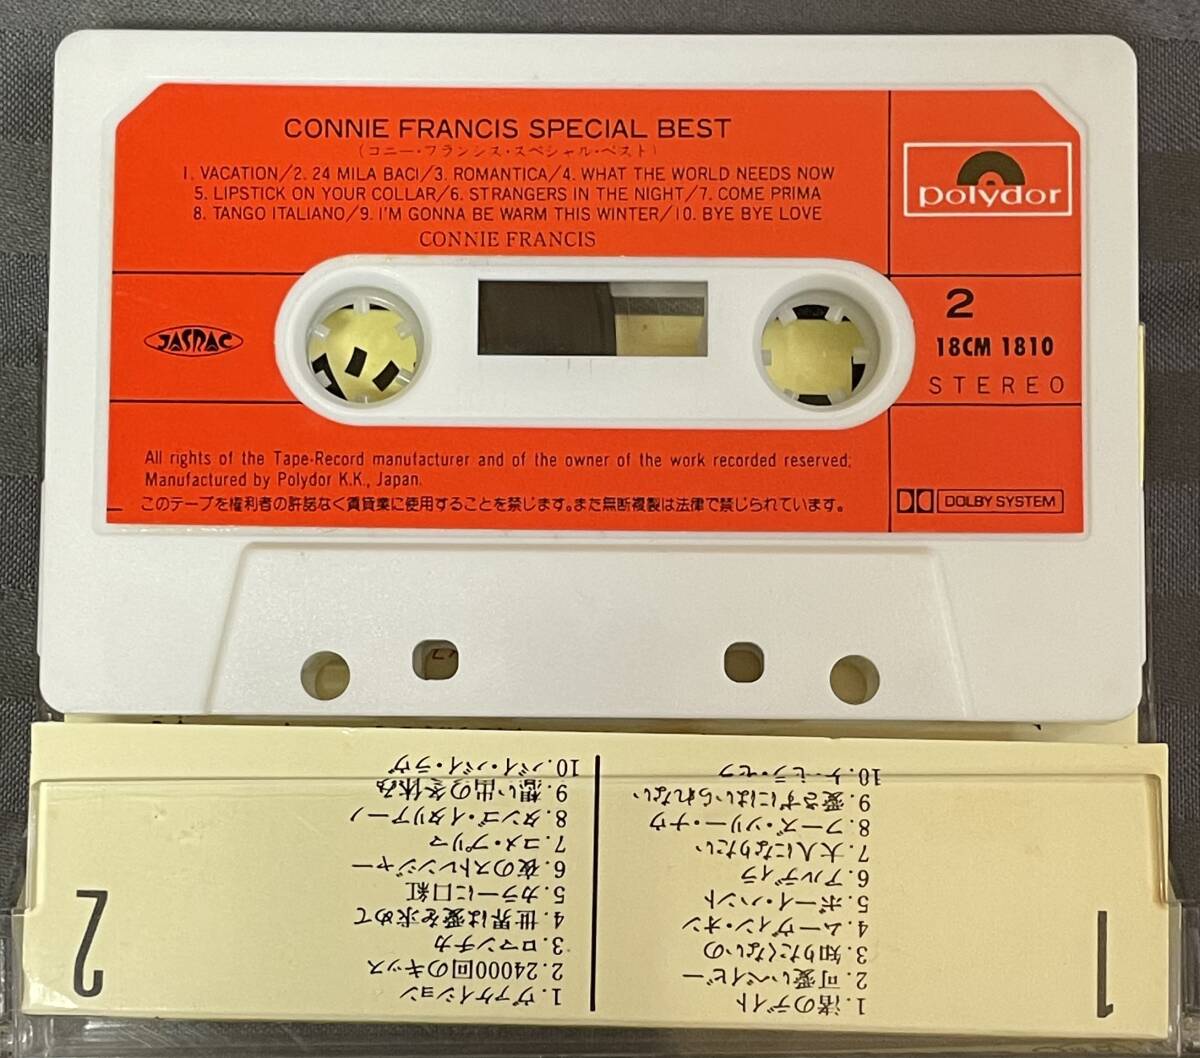 CONNIE FRANCIS SPECIAL BEST
(コニー・フランシス・スペシャル・ベスト)
1. VACATION/2. 24 MILA BACI/3. ROMANTICA/4. WHAT THE WORLD NEEDS NOW
5. LIPSTICK ON YOUR COLLAR/6. STRANGERS IN THE NIGHT/7. COME PRIMA
8. TANGO ITALIANO/9. I'M GONNA BE WARM THIS WINTER/10. BYE BYE LOVE
CONNIE FRANCIS
polydor
JASRAC
2
18CM 1810
STEREO
All rights of the Tape-Record manufacturer and of the owner of the work recorded reserved;
Manufactured by Polydor K.K., Japan.
このテープを権利者の許諾なく賃貸業に使用することを禁じます。また無断複製は法律で禁じられています。
DOLBY SYSTEM
1
1. 渚のデイト
2. 可愛いベイビー
3. 知りたくないの
4. ムーヴィン・オン
5. ボーイ・ハント
6. アルディラ
7. 大人になりたい
8. フーズ・ソリー・ナウ
9. 愛さずにはいられない
10. ケ・セラ・セラ
2
1. ヴァケイション
2. 24000回のキッス
3. ロマンチカ
4. 世界は愛を求めて
5. カラーに口紅
6. 夜のストレンジャー
7. コメ・プリマ
8. タンゴ・イタリアーノ
9. 想い出の冬休み
10. バイ・バイ・ラヴ